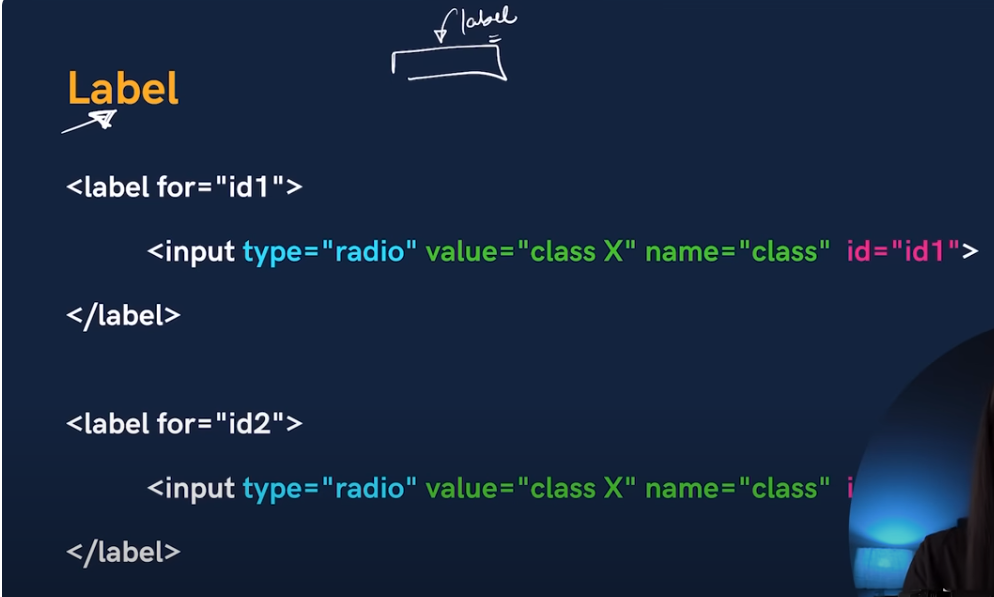 label
Label
<label for="id1">
<input type="radio" value="class X" name="class" id="id1">
</label>
<label for="id2">
<input type="radio" value="class X" name="class"
</label>